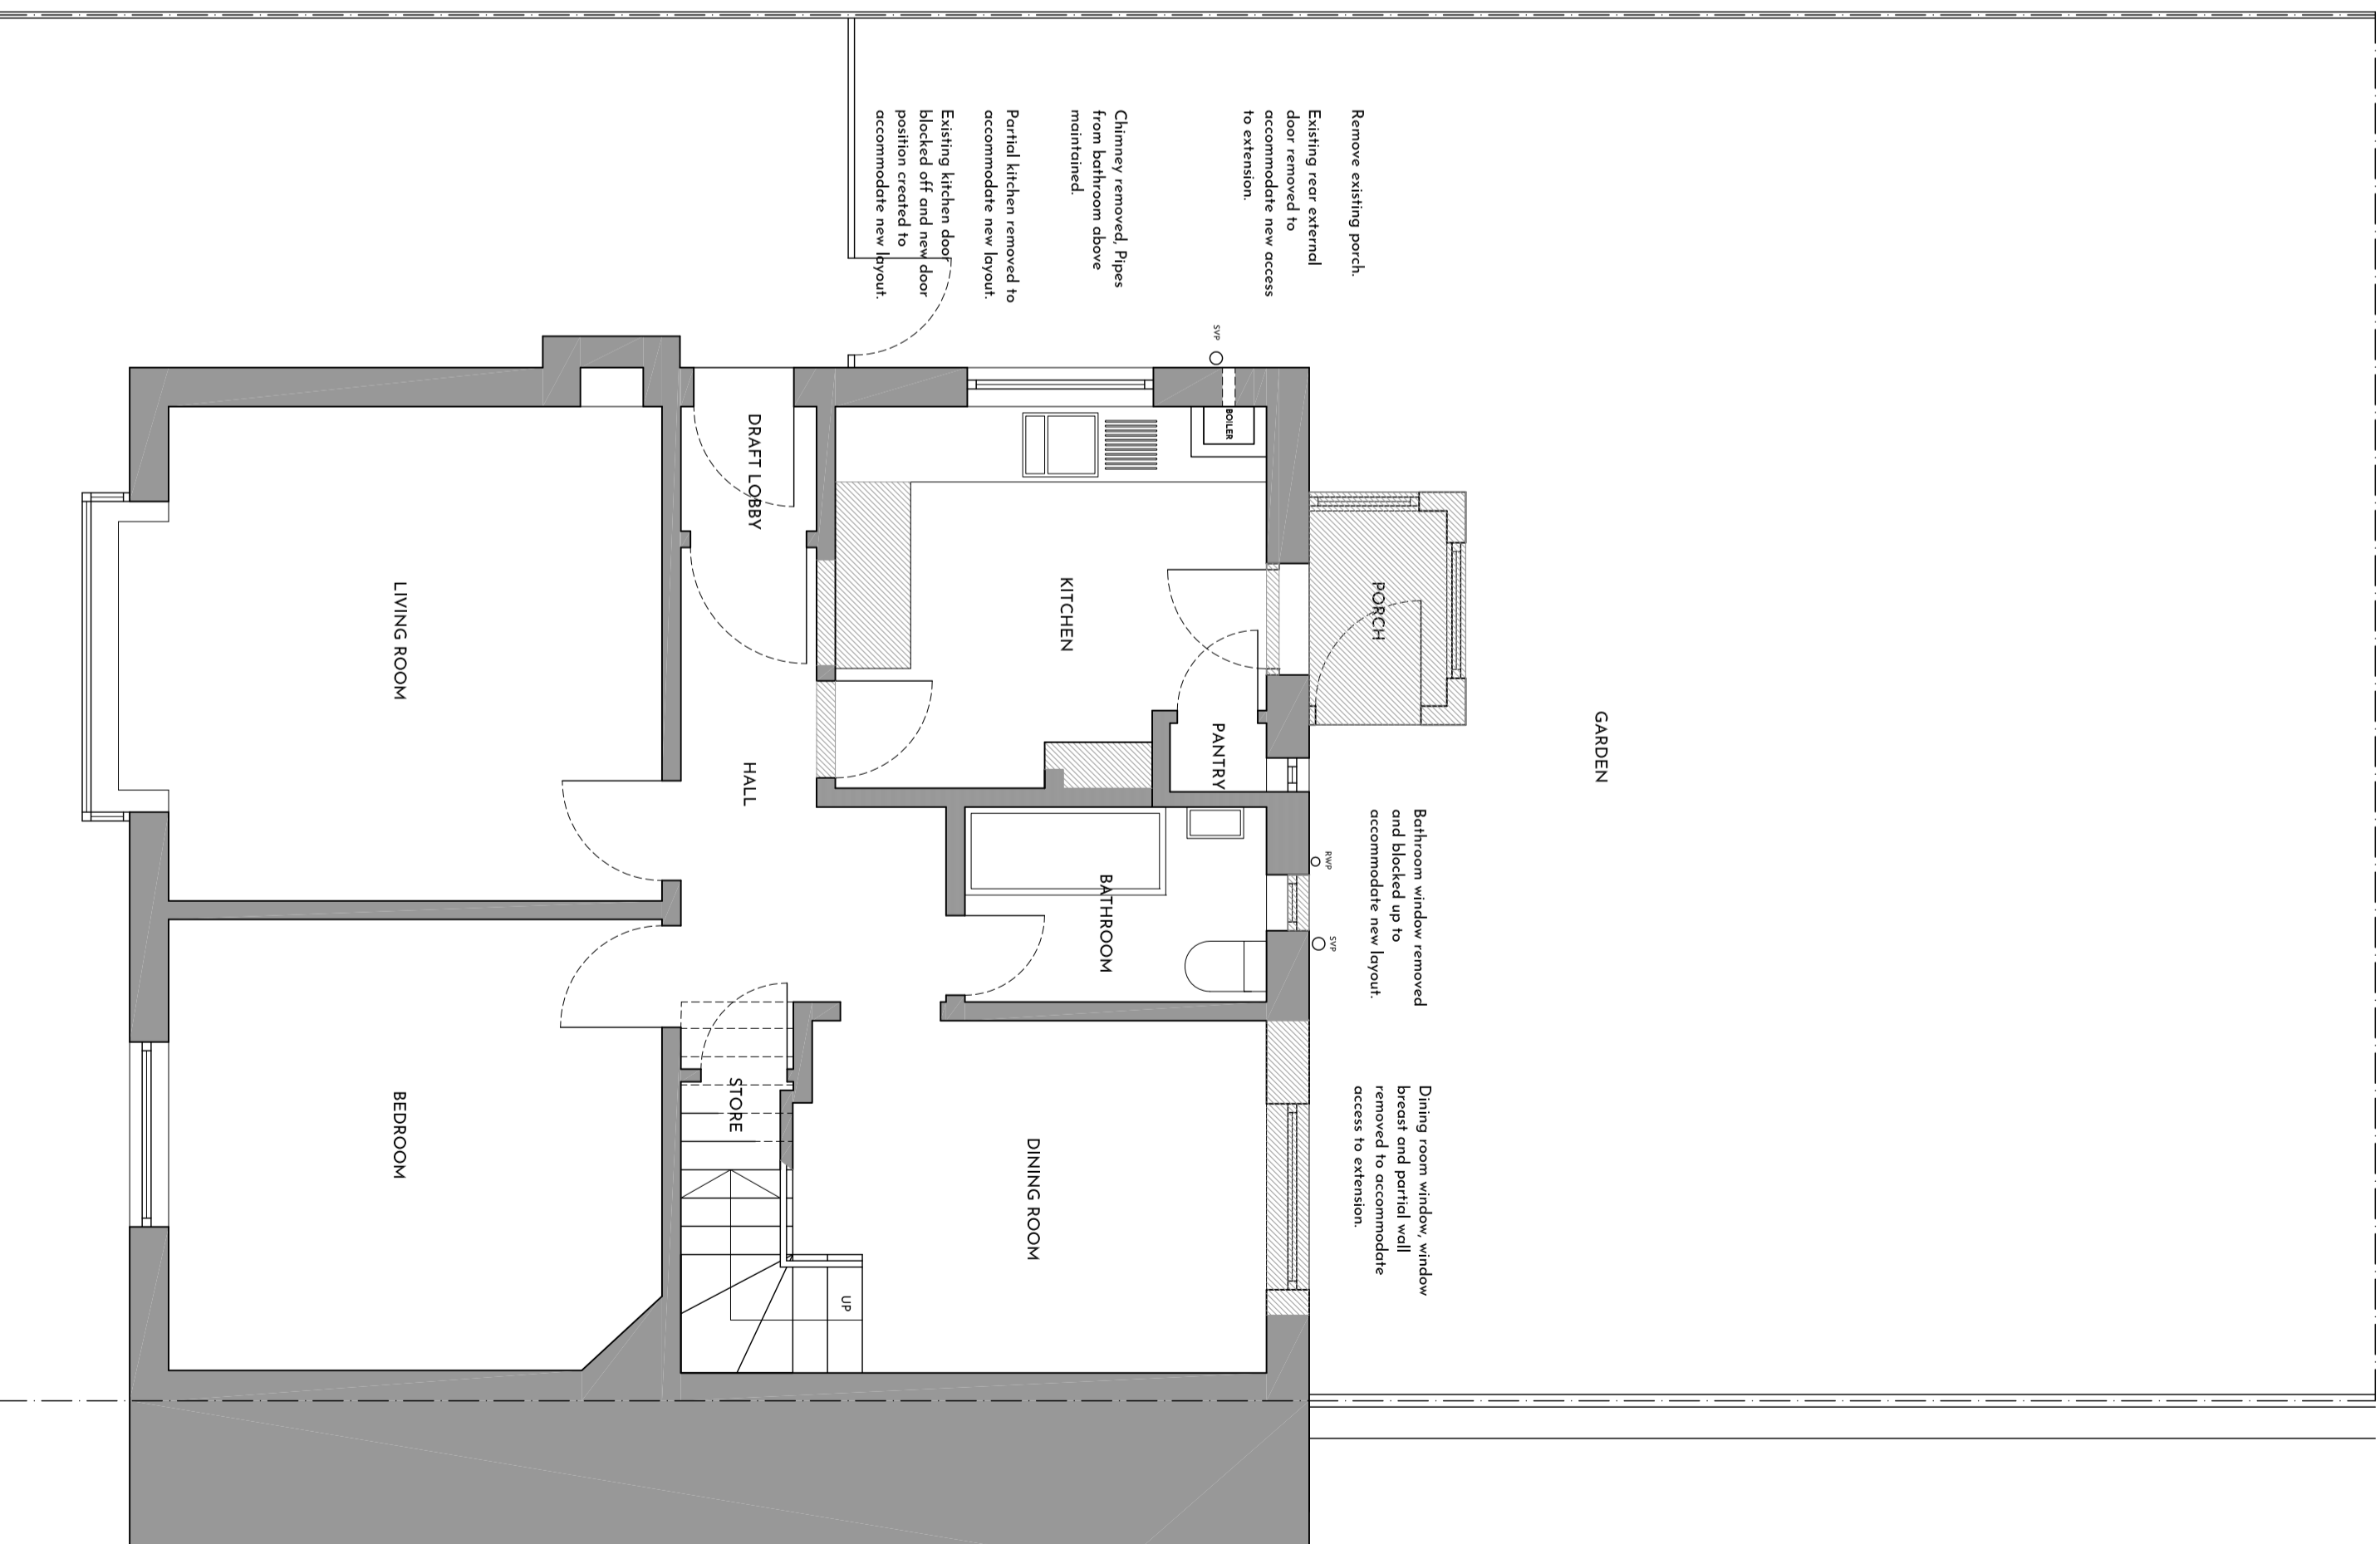 Remove existing porch.
Existing rear external
door removed to
accommodate new access
to extension.
Chimney removed, Pipes
from bathroom above
maintained.
Partial kitchen removed to
accommodate new layout.
Existing kitchen door
blocked off and new door
position created to
accommodate new layout.
SVP
BOILER
DRAFT LOBBY
LIVING ROOM
KITCHEN
PORCH
GARDEN
PANTRY
HALL
Bathroom window removed
and blocked up to
accommodate new layout.
RWP
SVP
BATHROOM
STORE
BEDROOM
DINING ROOM
Dining room window, window
breast and partial wall
removed to accommodate
access to extension.
UP